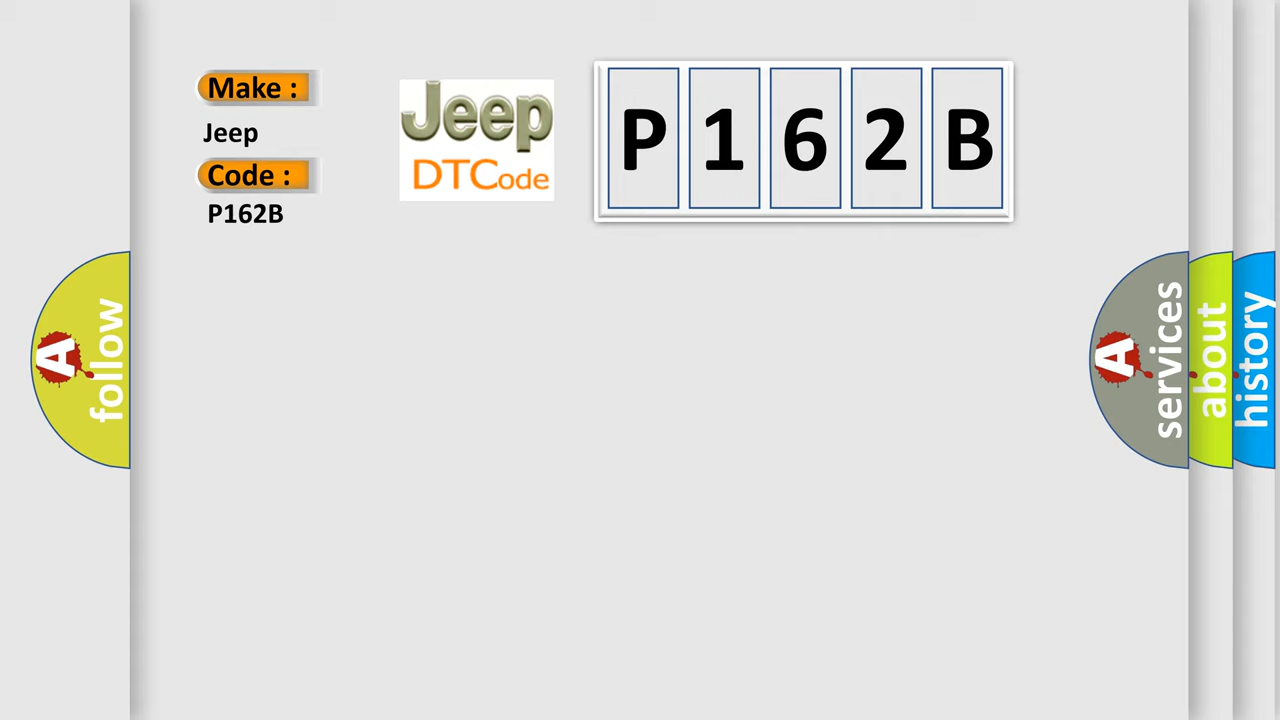 Make :
Jeep
Code :
P162B
Jeep
DTCode
P 1 6 2 B
A follow
A services
about
history